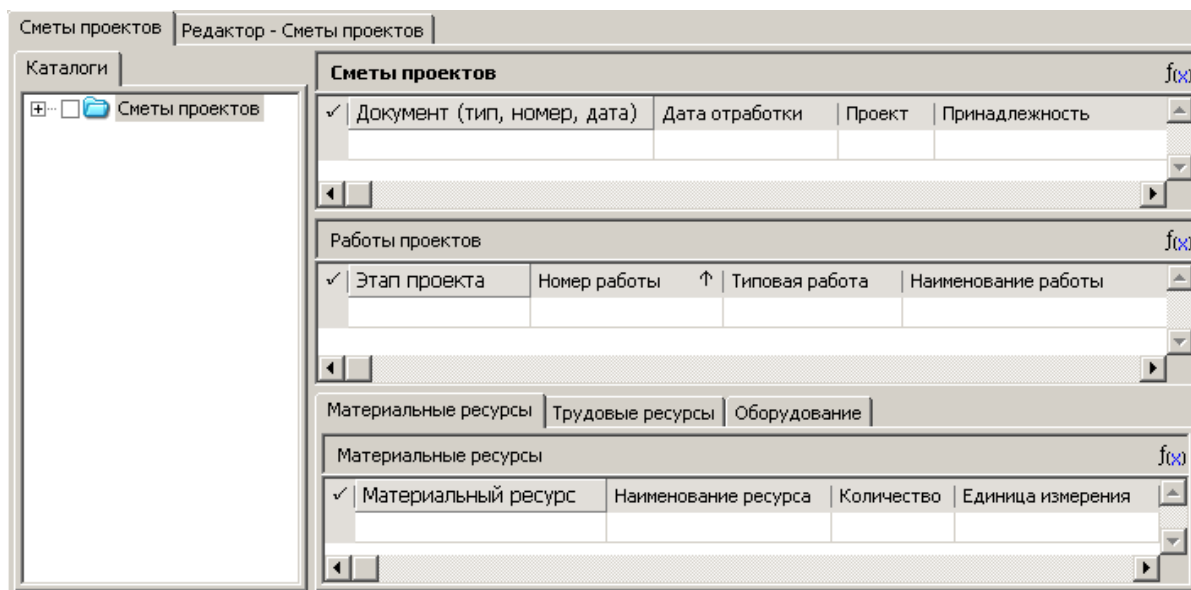 Сметы проектов Редактор - Сметы проектов
Каталоги
Сметы проектов
Сметы проектов f(x)
Документ (тип, номер, дата) Дата отработки Проект Принадлежность
Работы проектов f(x)
Этап проекта Номер работы ↑ Типовая работа Наименование работы
Материальные ресурсы Трудовые ресурсы Оборудование
Материальные ресурсы f(x)
Материальный ресурс Наименование ресурса Количество Единица измерения